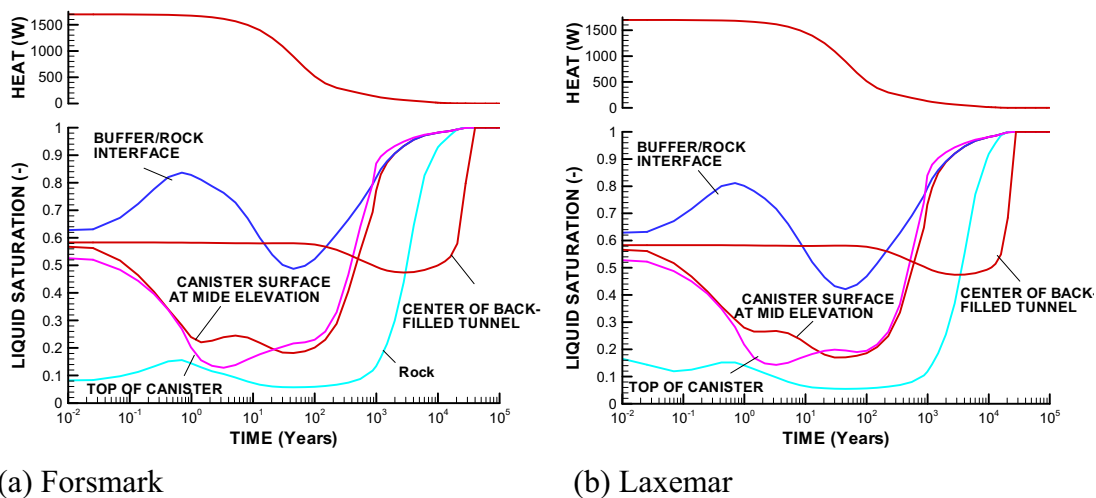 HEAT (W)
1500
1000
500
0
LIQUID SATURATION (-)
1
0.9
0.8
0.7
0.6
0.5
0.4
0.3
0.2
0.1
0
BUFFER/ROCK
INTERFACE
CANISTER SURFACE
AT MIDE ELEVATION
CENTER OF BACK-
FILLED TUNNEL
TOP OF CANISTER
Rock
10-2 10-1 100 101 102 103 104 105
TIME (Years)
(a) Forsmark
HEAT (W)
1500
1000
500
0
LIQUID SATURATION (-)
1
0.9
0.8
0.7
0.6
0.5
0.4
0.3
0.2
0.1
0
BUFFER/ROCK
INTERFACE
CANISTER SURFACE
AT MID ELEVATION
CENTER OF BACK-
FILLED TUNNEL
TOP OF CANISTER
10-2 10-1 100 101 102 103 104 105
TIME (Years)
(b) Laxemar